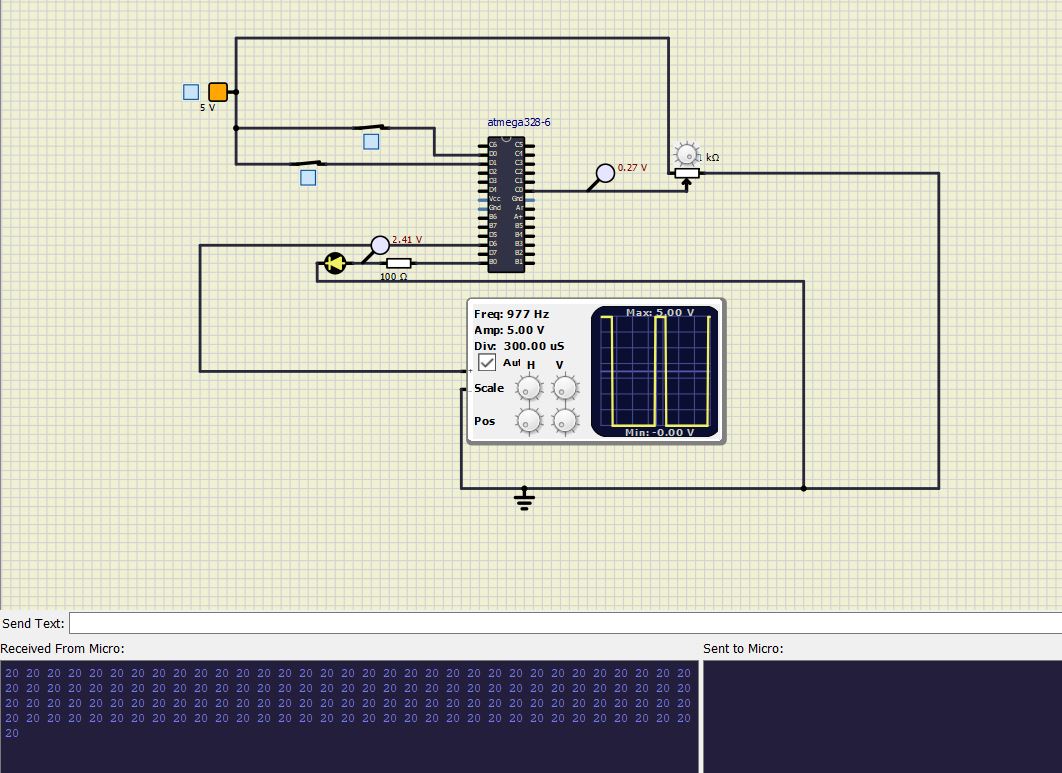 5 V
atmega328-6
C6 C5
D0 C4
D1 C3
D2 C2
D3 C1
D4 C0
Vcc Gnd
Gnd Ar
B6 A+
B7 B5
D5 B4
D6 B3
D7 B2
B0 B1
0.27 V
kΩ
2.41 V
100 Ω
Freq: 977 Hz
Amp: 5.00 V
Div: 300.00 uS
Aut H V
Scale
Pos
Max: 5.00 V
Min: -0.00 V
Send Text:
Received From Micro:
Sent to Micro:
20 20 20 20 20 20 20 20 20 20 20 20 20 20 20 20 20 20 20 20 20 20 20 20 20 20 20 20 20 20 20 20 20
20 20 20 20 20 20 20 20 20 20 20 20 20 20 20 20 20 20 20 20 20 20 20 20 20 20 20 20 20 20 20 20 20
20 20 20 20 20 20 20 20 20 20 20 20 20 20 20 20 20 20 20 20 20 20 20 20 20 20 20 20 20 20 20 20 20
20 20 20 20 20 20 20 20 20 20 20 20 20 20 20 20 20 20 20 20 20 20 20 20 20 20 20 20 20 20 20 20 20
20